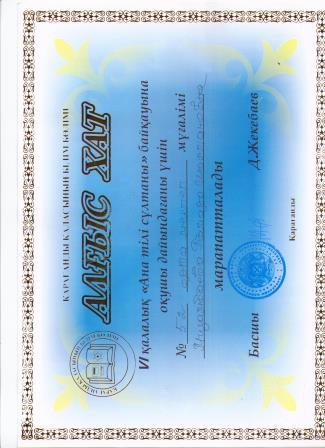 ҚАРАҒАНДЫ ҚАЛАСЫНЫҢ БІЛІМ БӨЛІМІ
АЛҒЫС ХАТ
VI қалалық «Ана тілі сұлтаны» байқауына
оқушы дайындағаны үшін
№ мұғалімі
марапатталады
Басшы Д.Жекебаев
Қарағанды